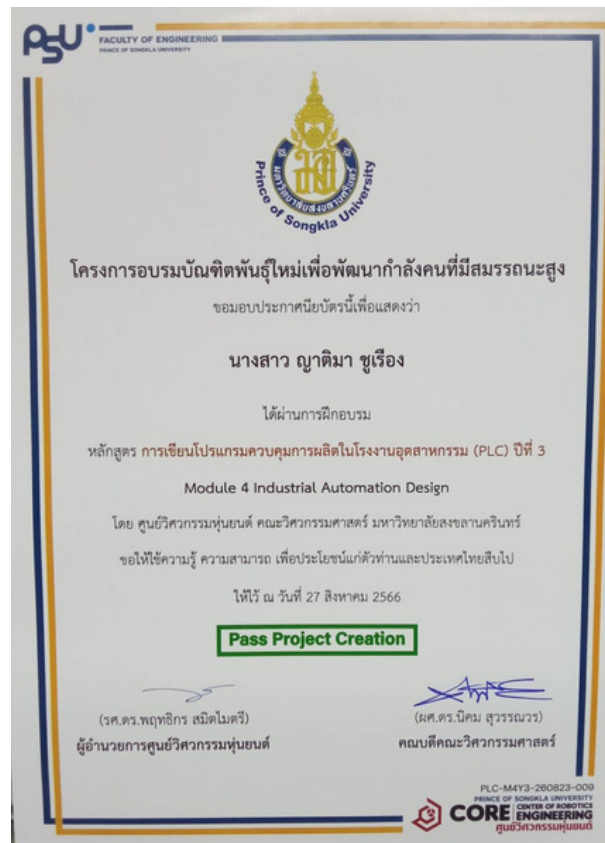 PSU FACULTY OF ENGINEERING
PRINCE OF SONGKLA UNIVERSITY
มหาวิทยาลัยสงขลานครินทร์
Prince of Songkla University
โครงการอบรมบัณฑิตพันธุ์ใหม่เพื่อพัฒนากำลังคนที่มีสมรรถนะสูง
ขอมอบประกาศนียบัตรนี้เพื่อแสดงว่า
นางสาว ญาติมา ชูเรือง
ได้ผ่านการฝึกอบรม
หลักสูตร การเขียนโปรแกรมควบคุมการผลิตในโรงงานอุตสาหกรรม (PLC) ปีที่ 3
Module 4 Industrial Automation Design
โดย ศูนย์วิศวกรรมหุ่นยนต์ คณะวิศวกรรมศาสตร์ มหาวิทยาลัยสงขลานครินทร์
ขอให้ใช้ความรู้ ความสามารถ เพื่อประโยชน์แก่ตัวท่านและประเทศไทยสืบไป
ให้ไว้ ณ วันที่ 27 สิงหาคม 2566
Pass Project Creation
(รศ.ดร.พฤทธิกร สมิตไมตรี)
ผู้อำนวยการศูนย์วิศวกรรมหุ่นยนต์
(ผศ.ดร.นิคม สุวรรณวร)
คณบดีคณะวิศวกรรมศาสตร์
PLC-M4Y3-260823-009
PRINCE OF SONGKLA UNIVERSITY
CORE CENTER OF ROBOTICS
ENGINEERING
ศูนย์วิศวกรรมหุ่นยนต์